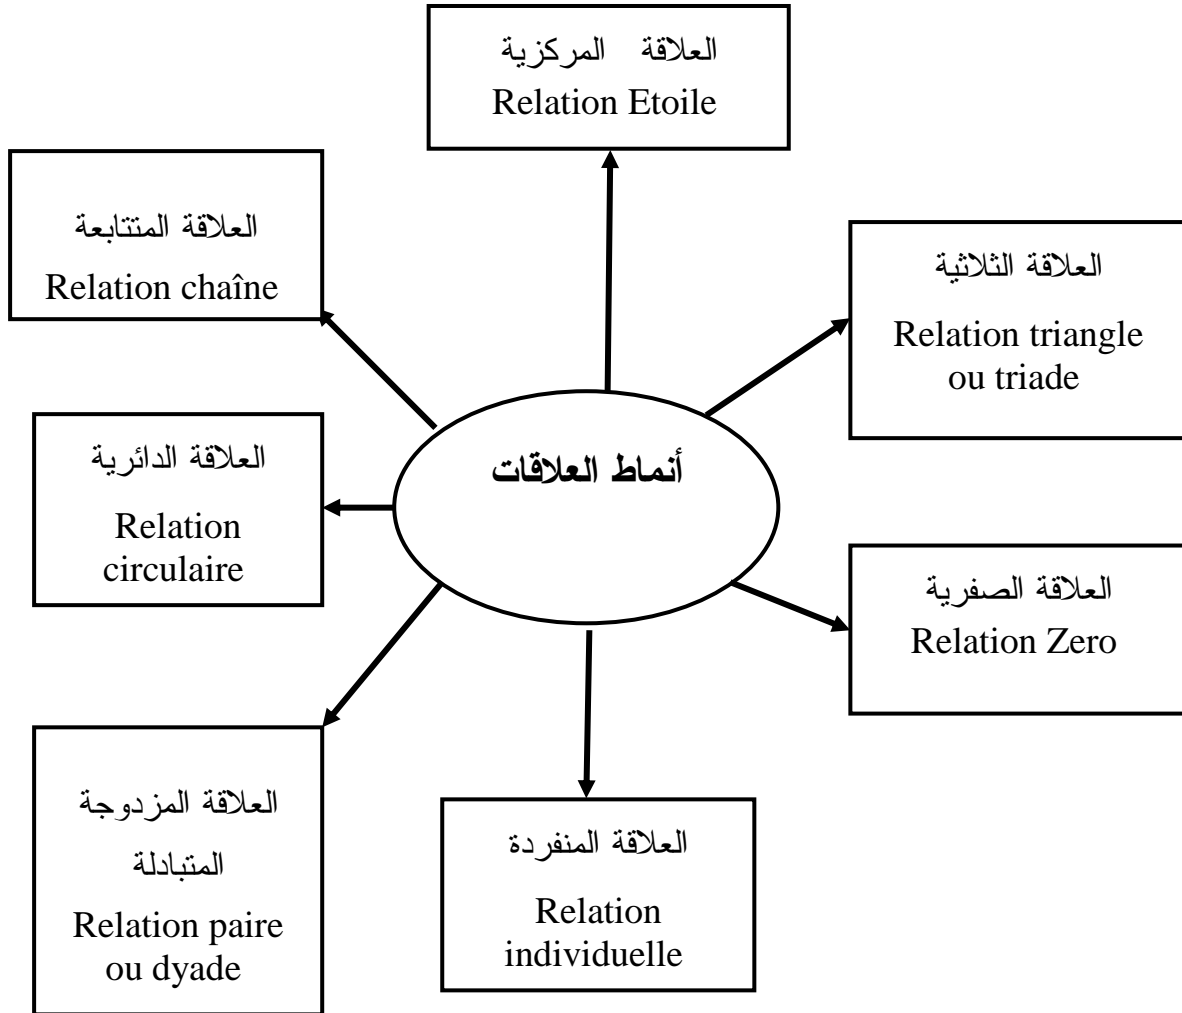 العلاقة المركزية
Relation Etoile
العلاقة المتتابعة
Relation chaîne
العلاقة الثلاثية
Relation triangle
ou triade
العلاقة الدائرية
Relation
circulaire
أنماط العلاقات
العلاقة الصفرية
Relation Zero
العلاقة المزدوجة
المتبادلة
Relation paire
ou dyade
العلاقة المنفردة
Relation
individuelle